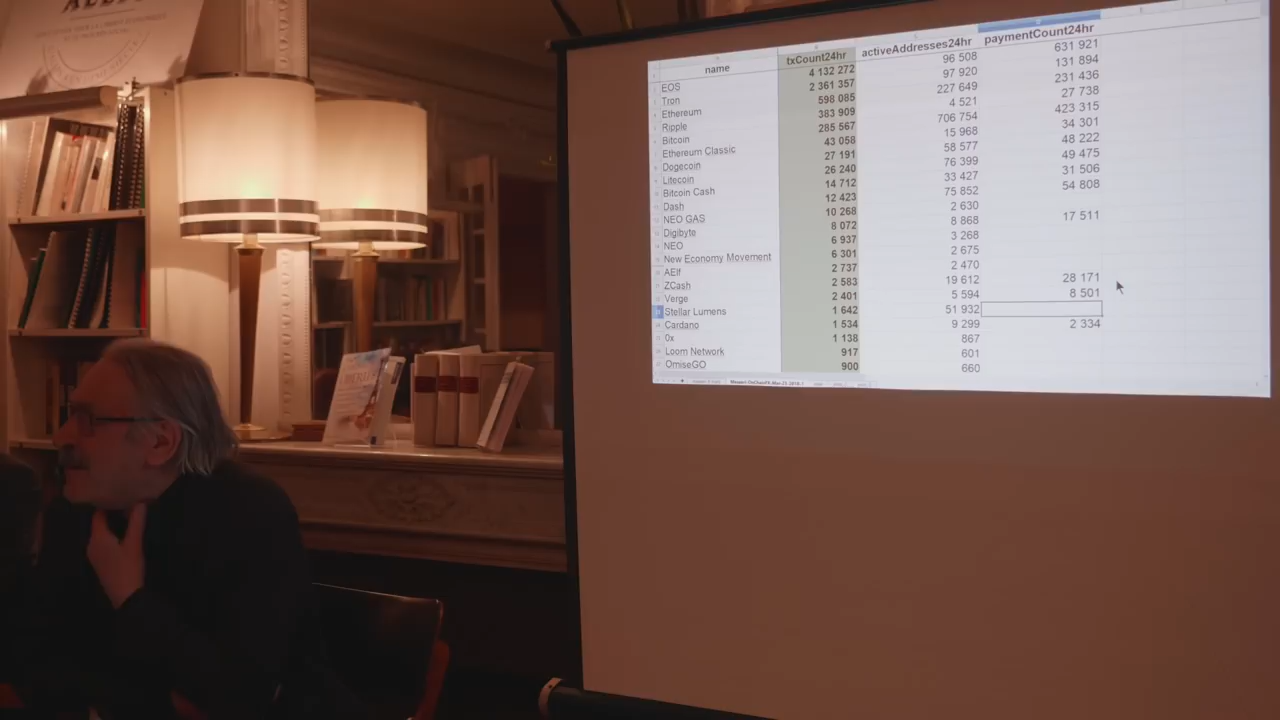 name txCount24hr activeAddresses24hr paymentCount24hr
EOS 4 132 272 96 508 631 921
Tron 2 361 357 97 920 131 894
Ethereum 598 085 227 649 231 436
Ripple 383 909 4 521 27 738
Bitcoin 285 567 706 754 423 315
Ethereum Classic 43 058 15 968 34 301
Dogecoin 27 191 58 577 48 222
Litecoin 26 240 76 399 49 475
Bitcoin Cash 14 712 33 427 31 506
Dash 12 423 75 852 54 808
NEO GAS 10 268 2 630
Digibyte 8 072 8 868 17 511
NEO 6 937 3 268
New Economy Movement 6 301 2 675
AElf 2 737 2 470
ZCash 2 583 19 612 28 171
Verge 2 401 5 594 8 501
Stellar Lumens 1 642 51 932
Cardano 1 534 9 299 2 334
0x 1 138 867
Loom Network 917 601
OmiseGO 900 660